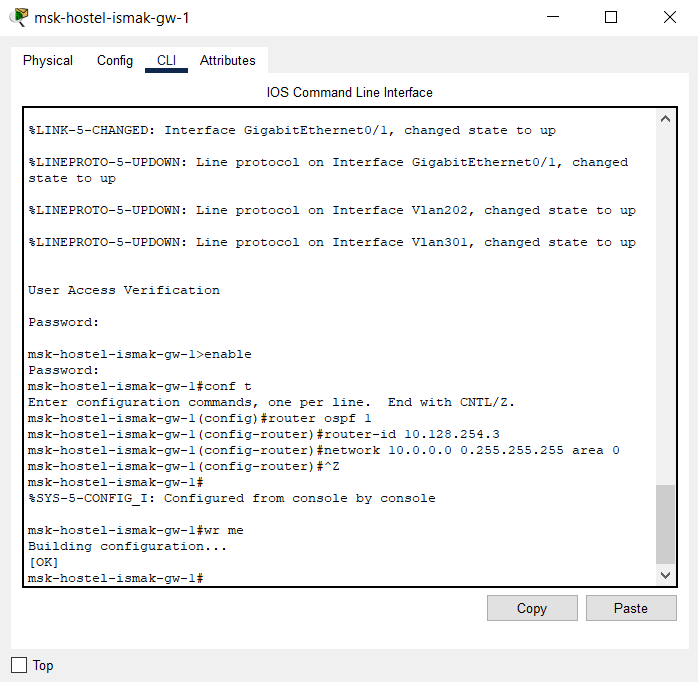 msk-hostel-ismak-gw-1
Physical Config CLI Attributes
IOS Command Line Interface
%LINK-5-CHANGED: Interface GigabitEthernet0/1, changed state to up
%LINEPROTO-5-UPDOWN: Line protocol on Interface GigabitEthernet0/1, changed
state to up
%LINEPROTO-5-UPDOWN: Line protocol on Interface Vlan202, changed state to up
%LINEPROTO-5-UPDOWN: Line protocol on Interface Vlan301, changed state to up
User Access Verification
Password:
msk-hostel-ismak-gw-1>enable
Password:
msk-hostel-ismak-gw-1#conf t
Enter configuration commands, one per line.  End with CNTL/Z.
msk-hostel-ismak-gw-1(config)#router ospf 1
msk-hostel-ismak-gw-1(config-router)#router-id 10.128.254.3
msk-hostel-ismak-gw-1(config-router)#network 10.0.0.0 0.255.255.255 area 0
msk-hostel-ismak-gw-1(config-router)#^Z
msk-hostel-ismak-gw-1#
%SYS-5-CONFIG_I: Configured from console by console
msk-hostel-ismak-gw-1#wr me
Building configuration...
[OK]
msk-hostel-ismak-gw-1#
Copy Paste
Top